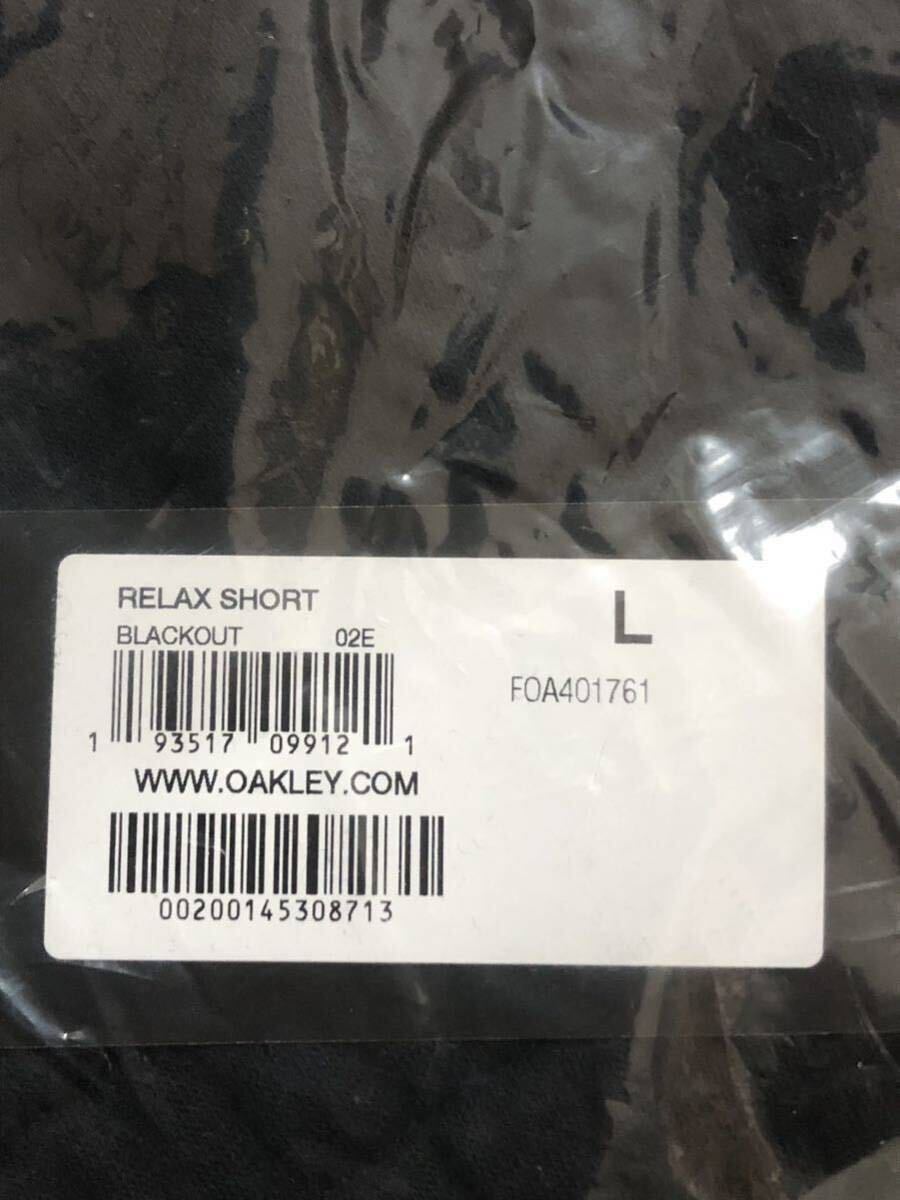 RELAX SHORT
L
BLACKOUT 02E
FOA401761
1 93517 09912 1
WWW.OAKLEY.COM
00200145308713